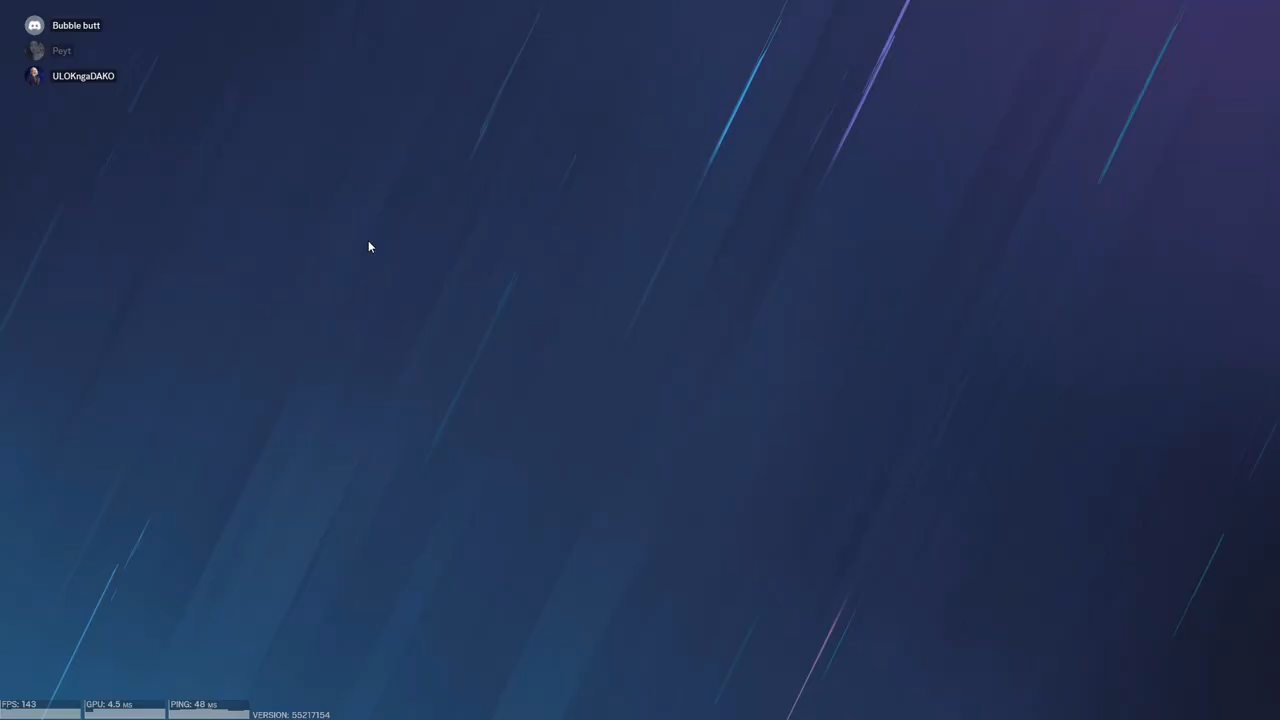 Bubble butt
Peyt
ULOKngaDAKO
FPS: 143 GPU: 4.5 MS PING: 48 MS VERSION: 55217154